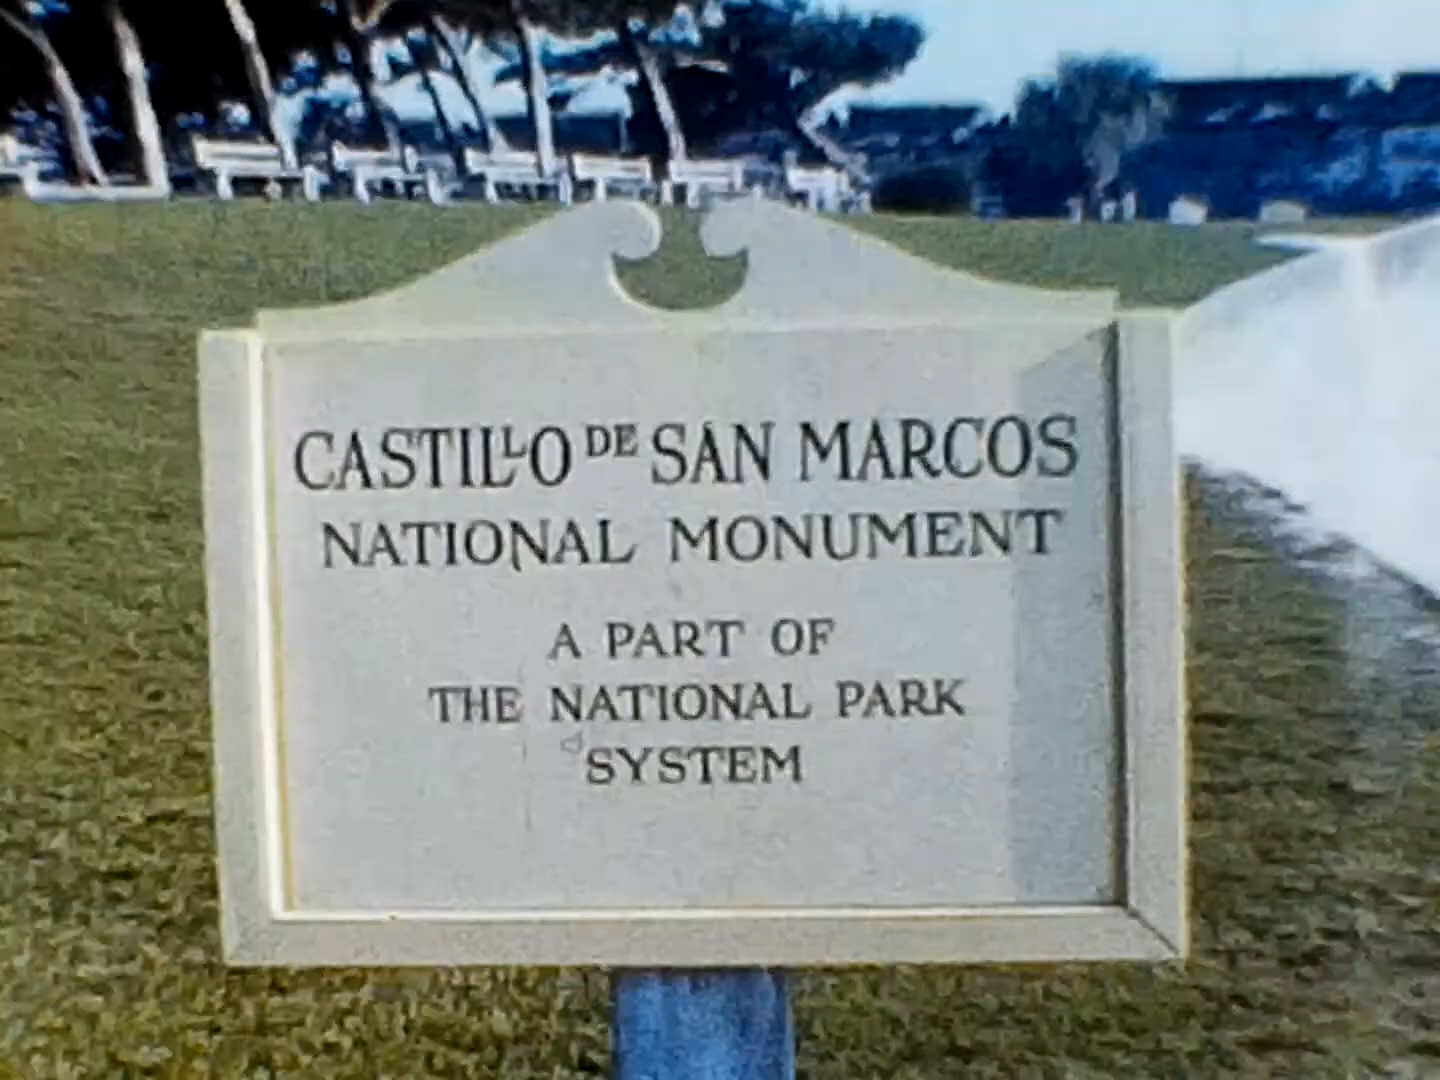 CASTILLO DE SAN MARCOS
NATIONAL MONUMENT
A PART OF
THE NATIONAL PARK
SYSTEM